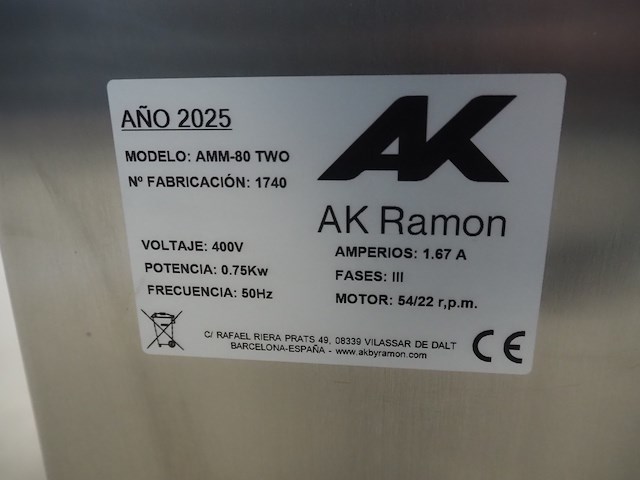 AÑO 2025
MODELO: AMM-80 TWO
Nº FABRICACIÓN: 1740
AK
AK Ramon
VOLTAJE: 400V
POTENCIA: 0.75Kw
FRECUENCIA: 50Hz
AMPERIOS: 1.67 A
FASES: III
MOTOR: 54/22 r,p.m.
C/ RAFAEL RIERA PRATS 49, 08339 VILASSAR DE DALT
BARCELONA-ESPAÑA - www.akbyramon.com
CE